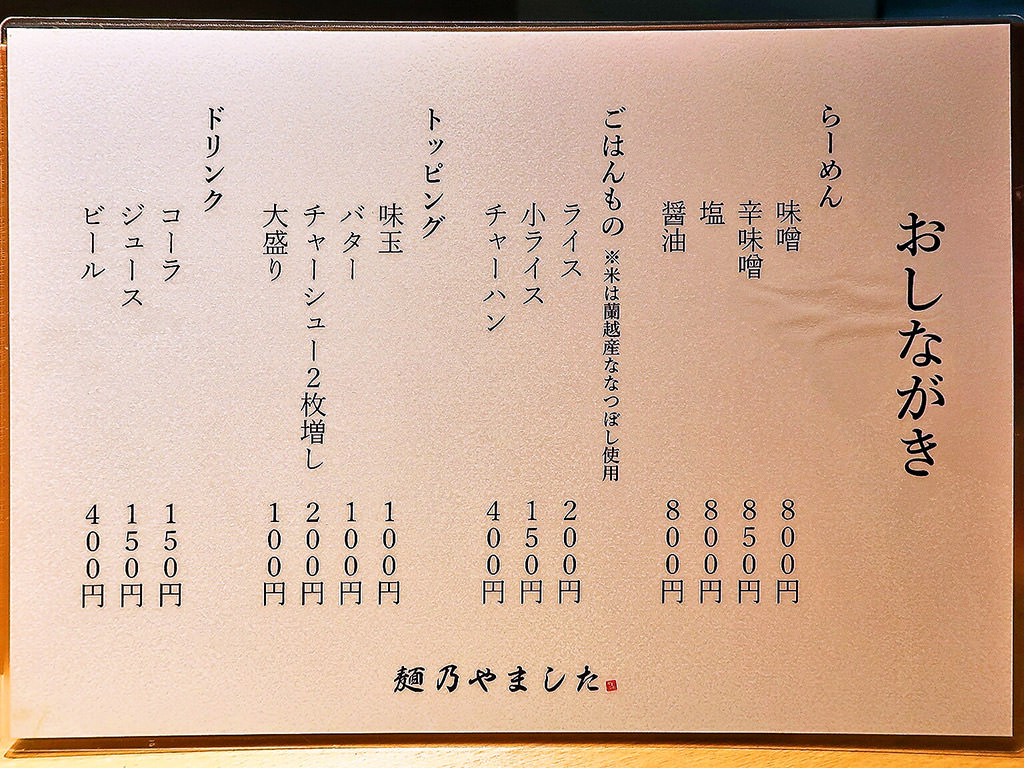 おしながき
らーめん
味噌 800円
辛味噌 850円
塩 800円
醤油 800円
ごはんもの ※米は蘭越産ななつぼし使用
ライス 200円
小ライス 150円
チャーハン 400円
トッピング
味玉 100円
バター 100円
チャーシュー2枚増し 200円
大盛り 100円
ドリンク
コーラ 150円
ジュース 150円
ビール 400円
麺乃やました